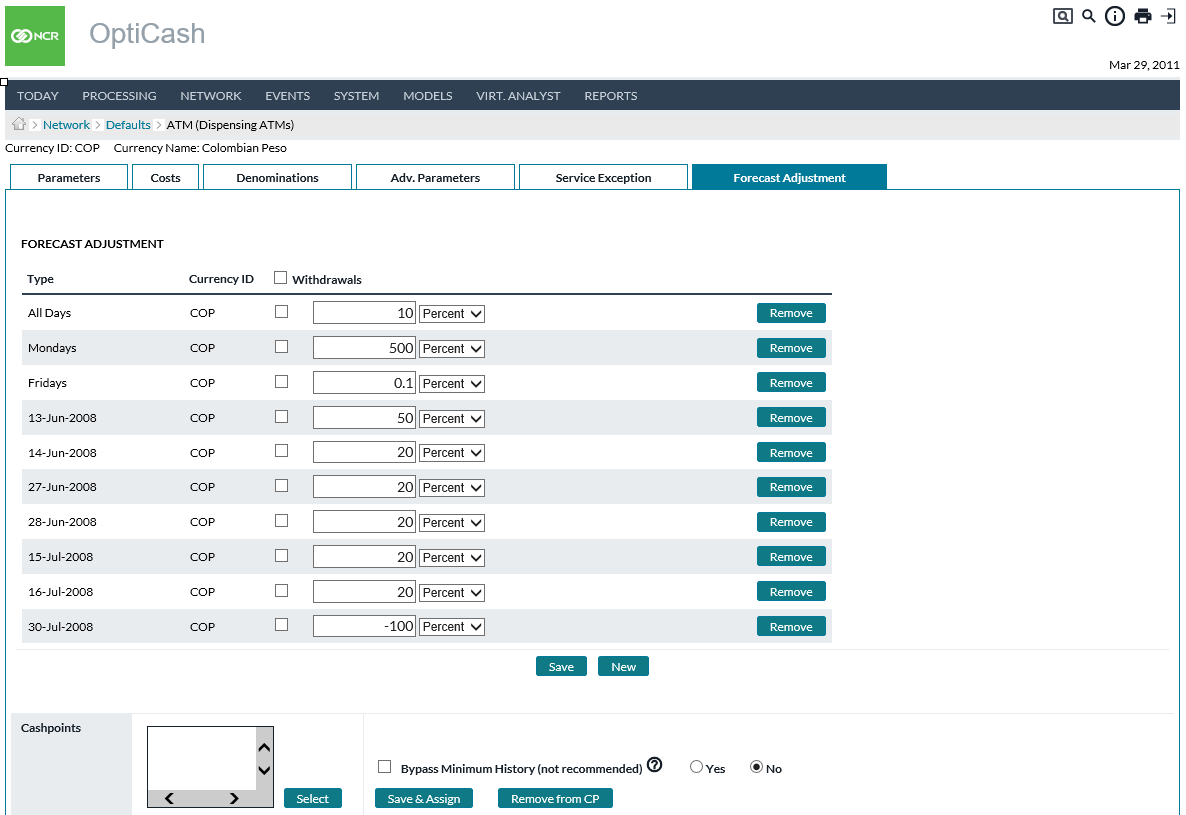 NCR OptiCash
Mar 29, 2011
TODAY PROCESSING NETWORK EVENTS SYSTEM MODELS VIRT. ANALYST REPORTS
> Network > Defaults > ATM (Dispensing ATMs)
Currency ID: COP Currency Name: Colombian Peso
Parameters Costs Denominations Adv. Parameters Service Exception Forecast Adjustment
FORECAST ADJUSTMENT
Type Currency ID Withdrawals
All Days COP 10 Percent Remove
Mondays COP 500 Percent Remove
Fridays COP 0.1 Percent Remove
13-Jun-2008 COP 50 Percent Remove
14-Jun-2008 COP 20 Percent Remove
27-Jun-2008 COP 20 Percent Remove
28-Jun-2008 COP 20 Percent Remove
15-Jul-2008 COP 20 Percent Remove
16-Jul-2008 COP 20 Percent Remove
30-Jul-2008 COP -100 Percent Remove
Save New
Cashpoints
Bypass Minimum History (not recommended) ? Yes No
Select Save & Assign Remove from CP